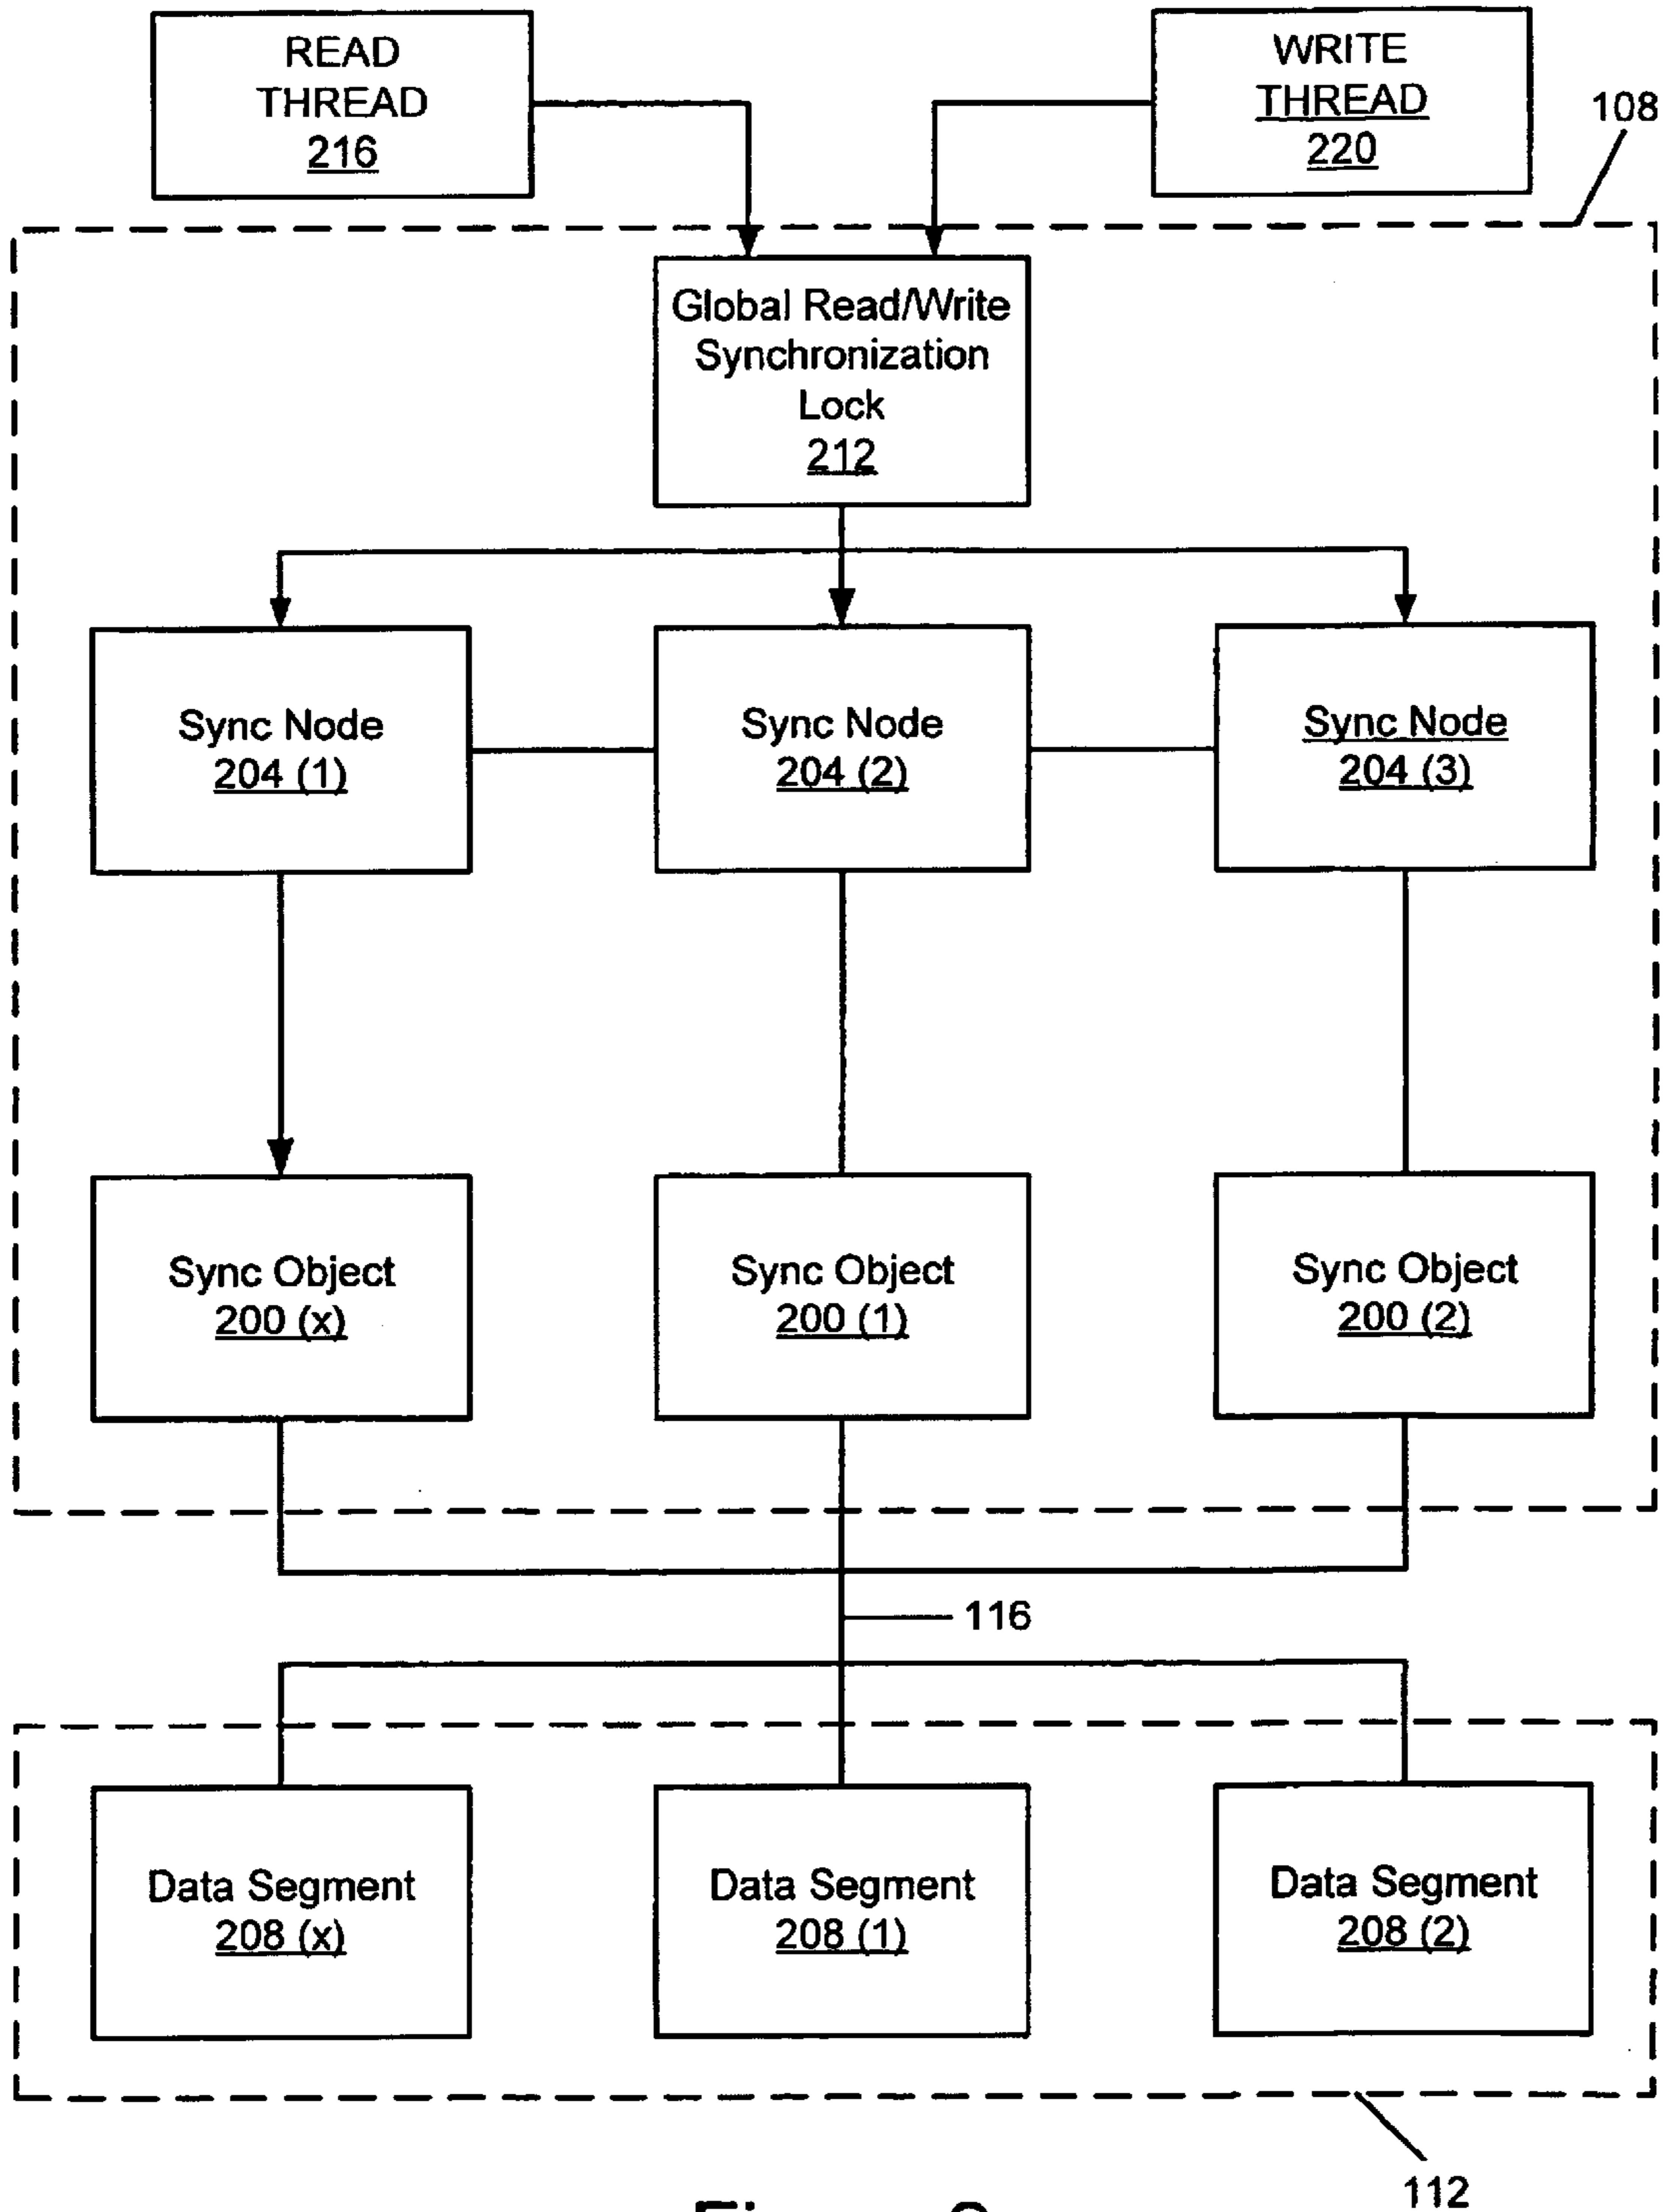 READ
THREAD
216
WRITE
THREAD
220
108
Global Read/Write
Synchronization
Lock
212
Sync Node
204 (1)
Sync Node
204 (2)
Sync Node
204 (3)
Sync Object
200 (x)
Sync Object
200 (1)
Sync Object
200 (2)
116
Data Segment
208 (x)
Data Segment
208 (1)
Data Segment
208 (2)
112